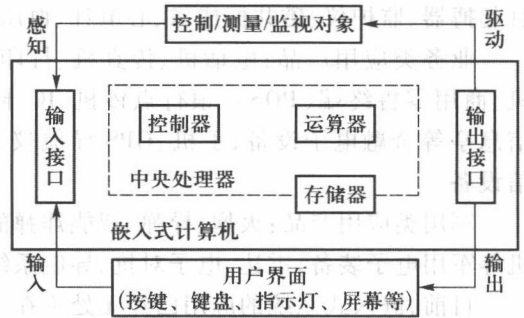 控制/测量/监视对象
感知
驱动
输入接口
控制器
运算器
输出接口
中央处理器
存储器
嵌入式计算机
输入
用户界面
(按键、键盘，指示灯、屏幕等)
输出